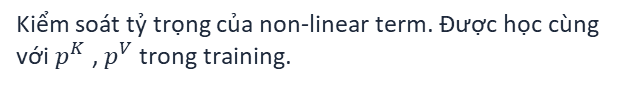 Kiểm soát tỷ trọng của non-linear term. Được học cùng
với p^K , p^V trong training.